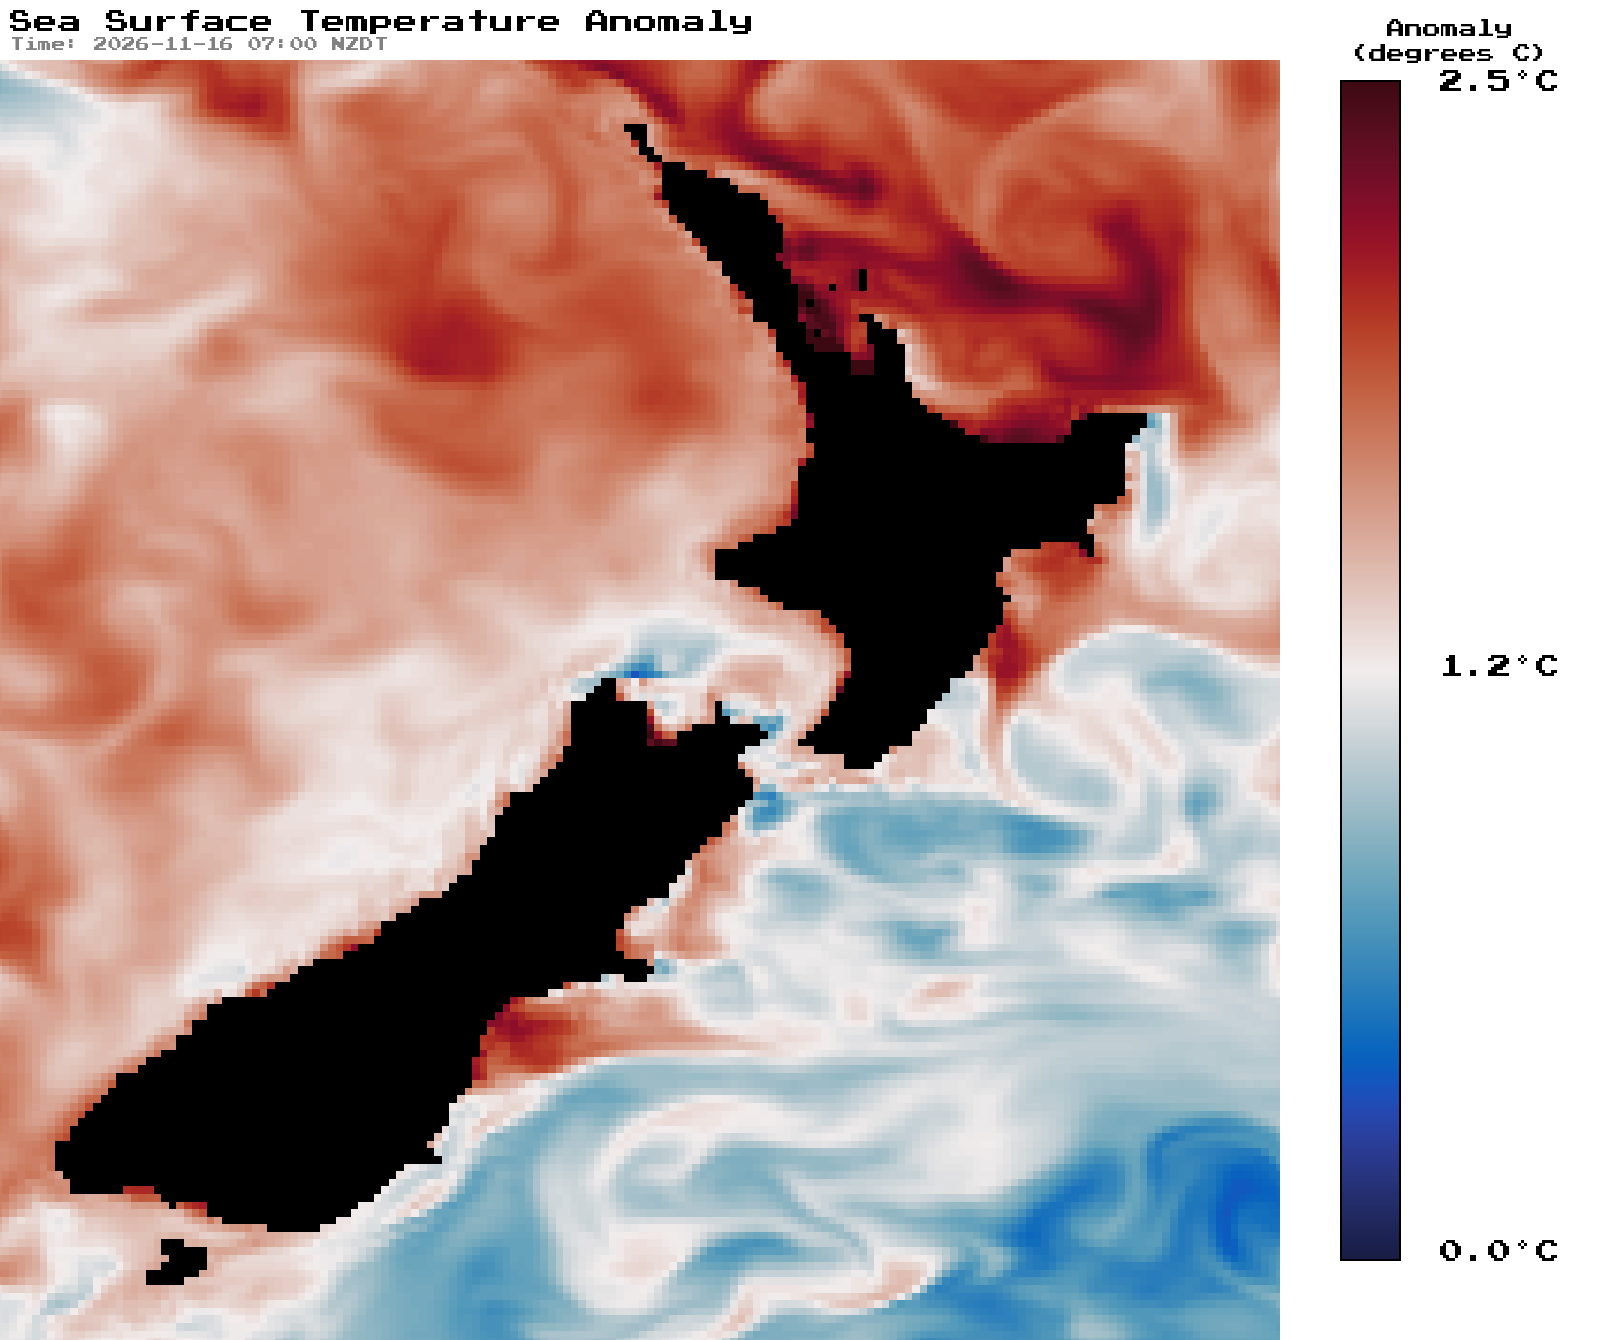 Sea Surface Temperature Anomaly
Time: 2026-11-16 07:00 NZDT
Anomaly
(degrees C)
2.5°C
1.2°C
0.0°C